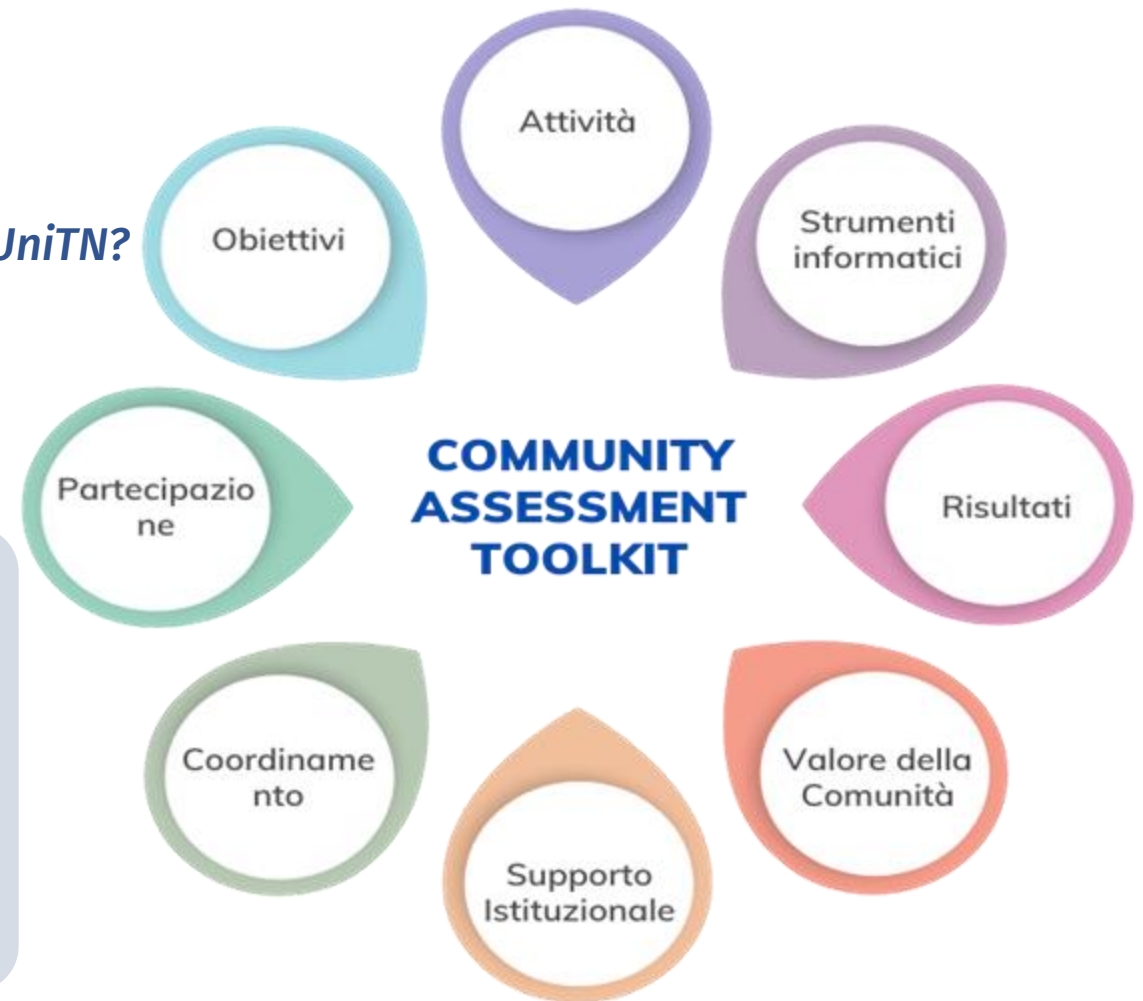 Attività
UniTN?
Obiettivi
Strumenti
informatici
Partecipazio
ne
COMMUNITY
ASSESSMENT
TOOLKIT
Risultati
Coordiname
nto
Valore della
Comunità
Supporto
Istituzionale